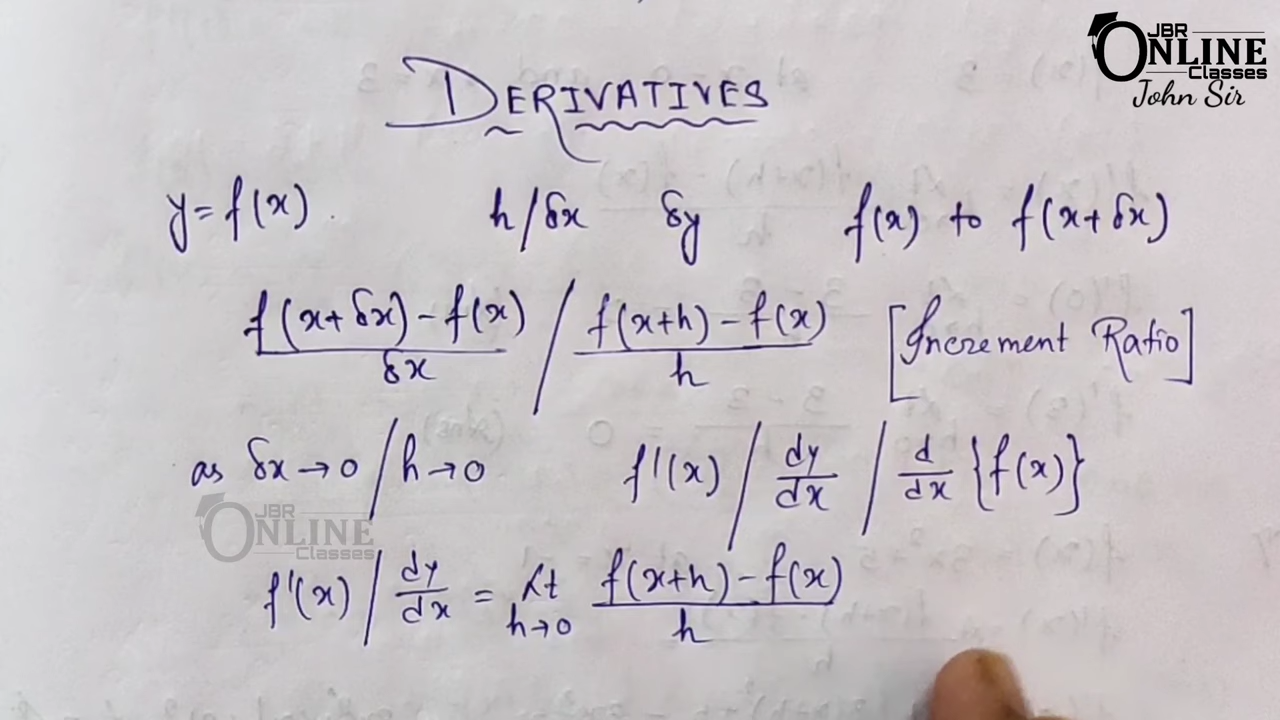 JBR
ONLINE
Classes
John Sir
DERIVATIVES
y = f(x). h/δx δy f(x) to f(x+δx)
f(x+δx) - f(x) / δx / f(x+h) - f(x) / h [Increment Ratio]
as δx→0 / h→0 f'(x) / dy/dx / d/dx {f(x)}
JBR
ONLINE
Classes
f'(x) / dy/dx = Lt h→0 f(x+h) - f(x) / h